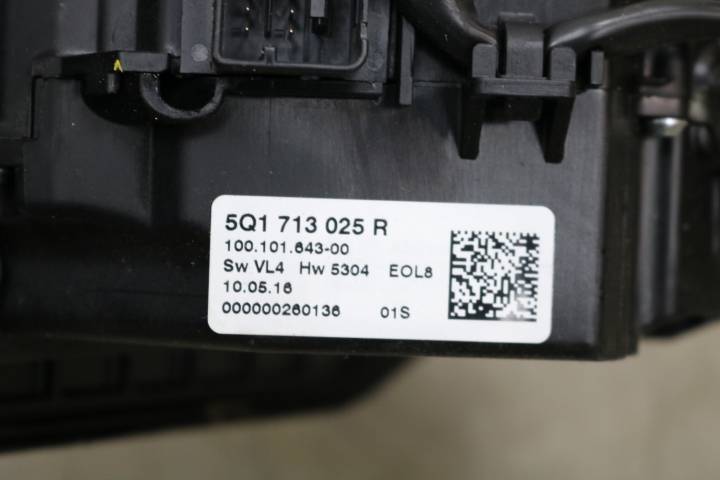 5Q1 713 025 R
100.101.643-00
Sw VL4 Hw 5304 EOL8
10.05.16
000000260136 01S